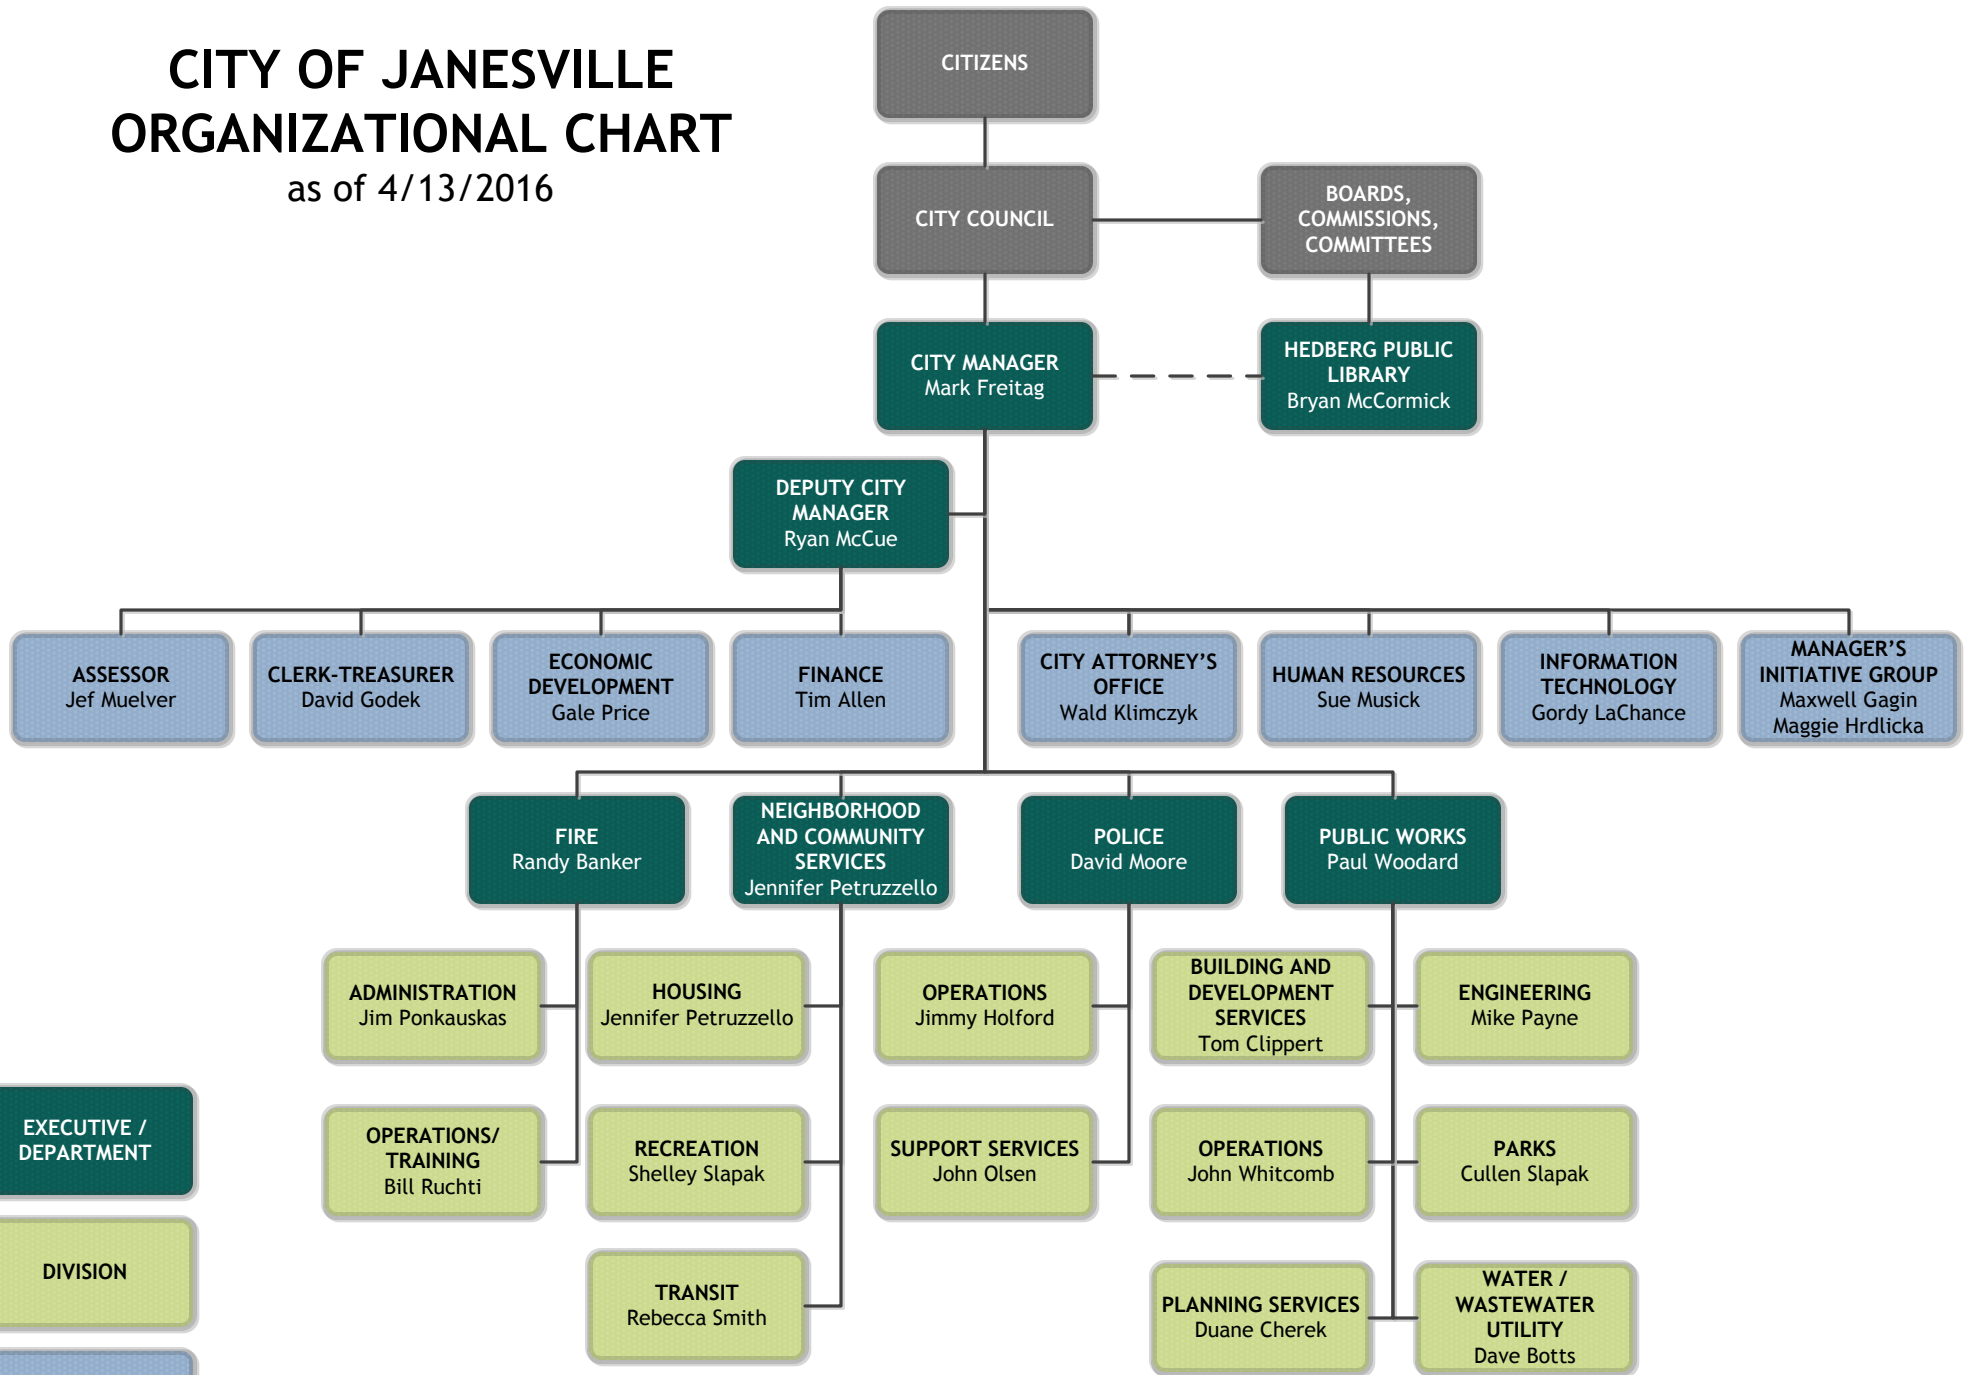 CITY OF JANESVILLE
ORGANIZATIONAL CHART
as of 4/13/2016
CITIZENS
CITY COUNCIL
BOARDS,
COMMISSIONS,
COMMITTEES
CITY MANAGER
Mark Freitag
HEDBERG PUBLIC
LIBRARY
Bryan McCormick
DEPUTY CITY
MANAGER
Ryan McCue
ASSESSOR
Jef Muelver
CLERK-TREASURER
David Godek
ECONOMIC
DEVELOPMENT
Gale Price
FINANCE
Tim Allen
CITY ATTORNEY’S
OFFICE
Wald Klimczyk
HUMAN RESOURCES
Sue Musick
INFORMATION
TECHNOLOGY
Gordy LaChance
MANAGER’S
INITIATIVE GROUP
Maxwell Gagin
Maggie Hrdlicka
FIRE
Randy Banker
NEIGHBORHOOD
AND COMMUNITY
SERVICES
Jennifer Petruzzello
POLICE
David Moore
PUBLIC WORKS
Paul Woodard
ADMINISTRATION
Jim Ponkauskas
HOUSING
Jennifer Petruzzello
OPERATIONS
Jimmy Holford
BUILDING AND
DEVELOPMENT
SERVICES
Tom Clippert
ENGINEERING
Mike Payne
EXECUTIVE /
DEPARTMENT
OPERATIONS/
TRAINING
Bill Ruchti
RECREATION
Shelley Slapak
SUPPORT SERVICES
John Olsen
OPERATIONS
John Whitcomb
PARKS
Cullen Slapak
DIVISION
TRANSIT
Rebecca Smith
PLANNING SERVICES
Duane Cherek
WATER /
WASTEWATER
UTILITY
Dave Botts